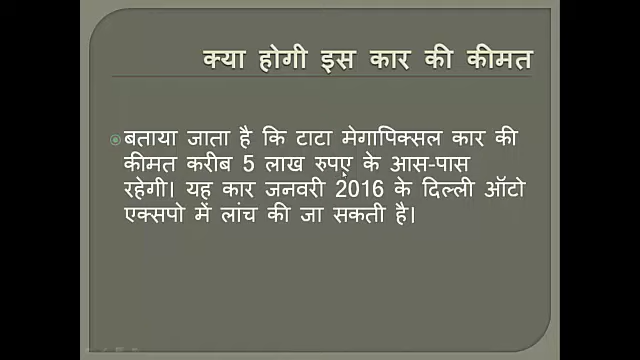 क्या होगी इस कार की कीमत
बताया जाता है कि टाटा मेगापिक्सल कार की
कीमत करीब 5 लाख रुपए के आस-पास
रहेगी। यह कार जनवरी 2016 के दिल्ली ऑटो
एक्सपो में लांच की जा सकती है।